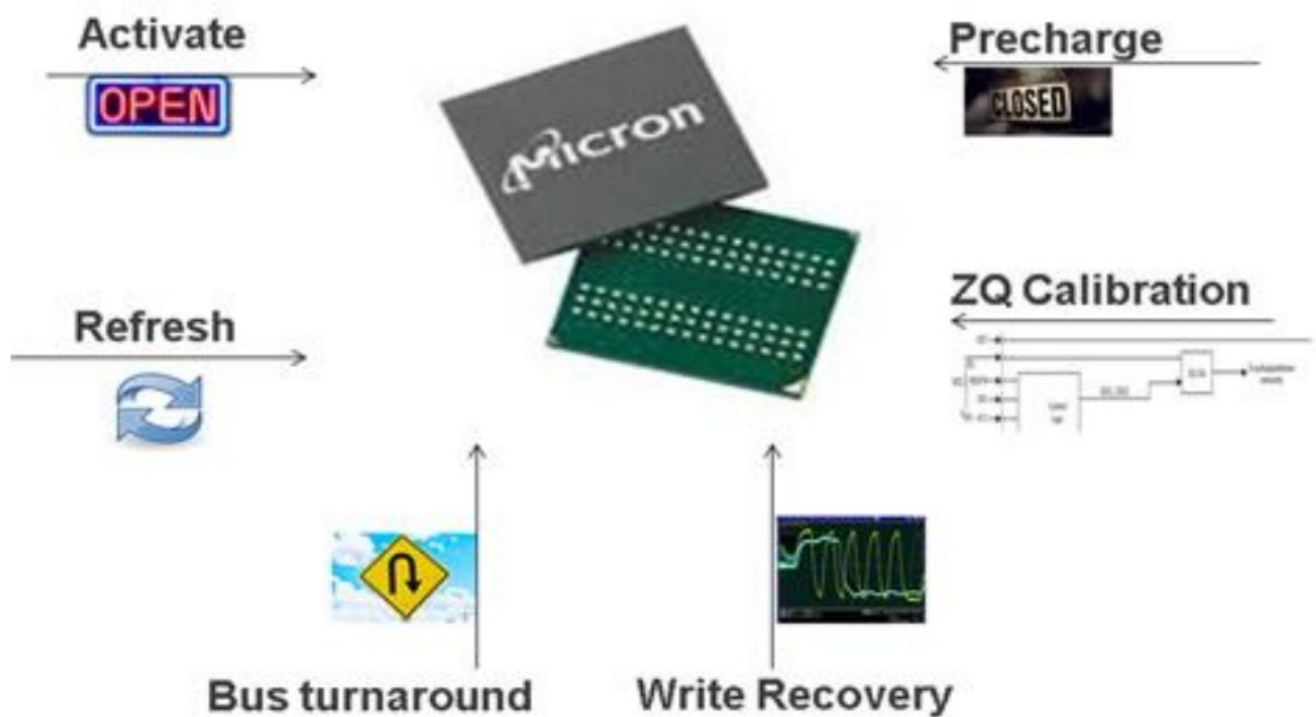 Activate
OPEN
Precharge
CLOSED
Micron
Refresh
ZQ Calibration
Bus turnaround
Write Recovery